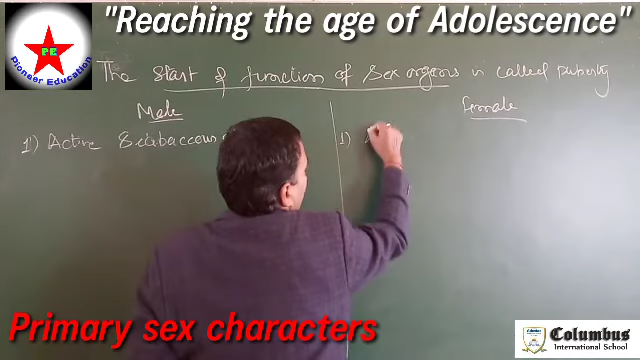 "Reaching the age of Adolescence"
PE
Pioneer Education
The start of function of Sex organs is called puberty
Male
Female
1) Active Seabaceous
1)
Primary sex characters
Columbus
International School